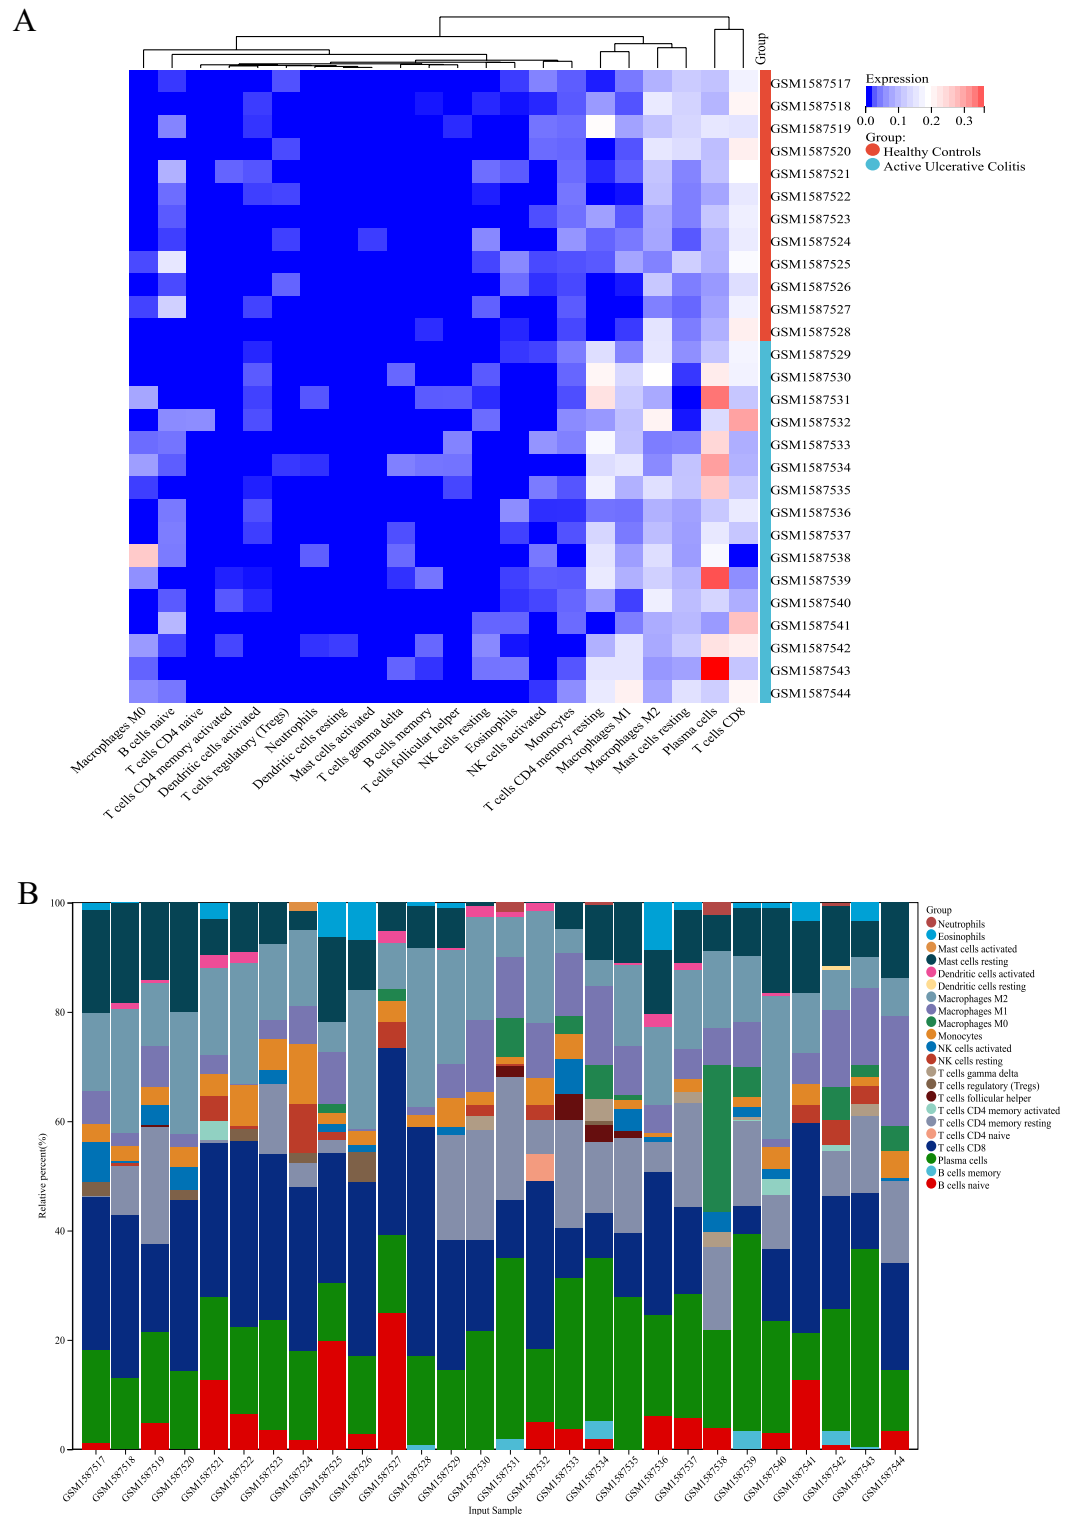 A
Group
GSM1587517
GSM1587518
GSM1587519
GSM1587520
GSM1587521
GSM1587522
GSM1587523
GSM1587524
GSM1587525
GSM1587526
GSM1587527
GSM1587528
GSM1587529
GSM1587530
GSM1587531
GSM1587532
GSM1587533
GSM1587534
GSM1587535
GSM1587536
GSM1587537
GSM1587538
GSM1587539
GSM1587540
GSM1587541
GSM1587542
GSM1587543
GSM1587544
Expression
0.0 0.1 0.2 0.3
Group:
Healthy Controls
Active Ulcerative Colitis
Macrophages M0
B cells naive
T cells CD4 naive
T cells CD4 memory activated
Dendritic cells activated
T cells regulatory (Tregs)
Neutrophils
Dendritic cells resting
Mast cells activated
T cells gamma delta
B cells memory
T cells follicular helper
NK cells resting
Eosinophils
NK cells activated
Monocytes
T cells CD4 memory resting
Macrophages M1
Macrophages M2
Mast cells resting
Plasma cells
T cells CD8
B
Relative percent(%)
100
80
60
40
20
0
GSM1587517
GSM1587518
GSM1587519
GSM1587520
GSM1587521
GSM1587522
GSM1587523
GSM1587524
GSM1587525
GSM1587526
GSM1587527
GSM1587528
GSM1587529
GSM1587530
GSM1587531
GSM1587532
GSM1587533
GSM1587534
GSM1587535
GSM1587536
GSM1587537
GSM1587538
GSM1587539
GSM1587540
GSM1587541
GSM1587542
GSM1587543
GSM1587544
Input Sample
Group
Neutrophils
Eosinophils
Mast cells activated
Mast cells resting
Dendritic cells activated
Dendritic cells resting
Macrophages M2
Macrophages M1
Macrophages M0
Monocytes
NK cells activated
NK cells resting
T cells gamma delta
T cells regulatory (Tregs)
T cells follicular helper
T cells CD4 memory activated
T cells CD4 memory resting
T cells CD4 naive
T cells CD8
Plasma cells
B cells memory
B cells naive